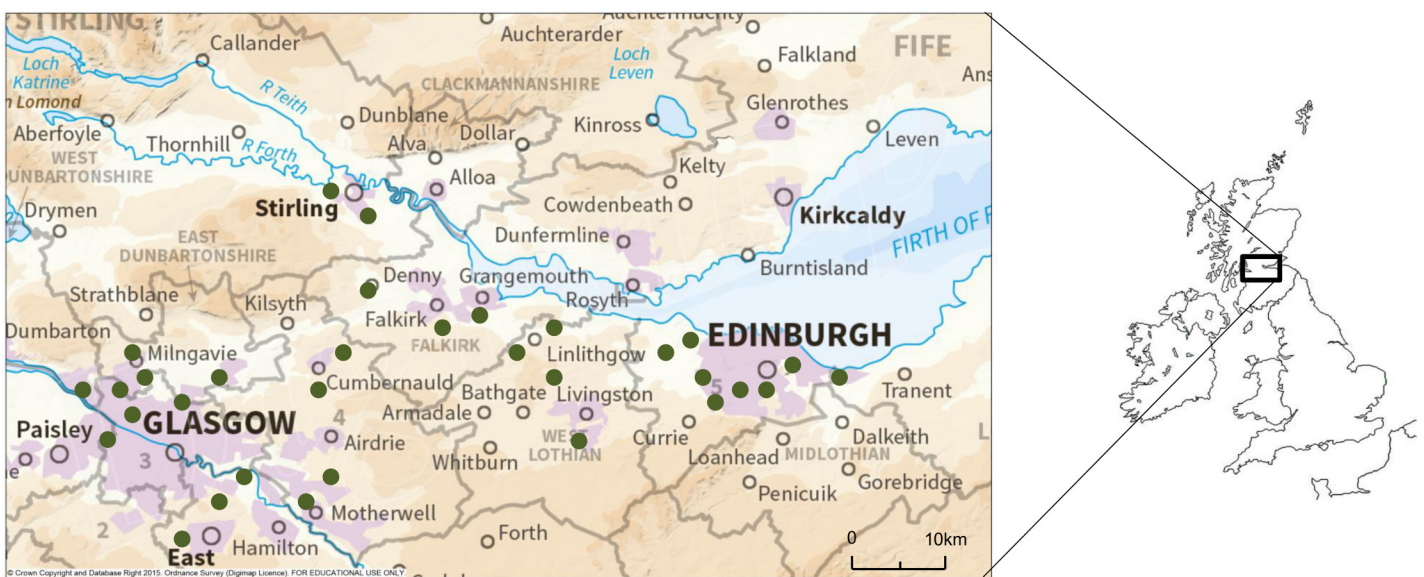 STIRLING
Auchtermuchty
Callander
Auchterarder
Falkland
FIFE
Loch
Katrine
Loch
Leven
Ans
n Lomond
CLACKMANNANSHIRE
R Teith
Glenrothes
Aberfoyle
Thornhill
R Forth
Dunblane
Alva
Dollar
Kinross
Leven
WEST
UNBARTONSHIRE
Alloa
Kelty
Drymen
Stirling
Cowdenbeath
Kirkcaldy
EAST
DUNBARTONSHIRE
Dunfermline
FIRTH OF F
Burntisland
Denny
Grangemouth
Strathblane
Kilsyth
Rosyth
Falkirk
FALKIRK
Dumbarton
Milngavie
Linlithgow
EDINBURGH
Cumbernauld
Bathgate
Livingston
5
Tranent
GLASGOW
4
Armadale
Paisley
Airdrie
WEST
LOTHIAN
Currie
Dalkeith
L
e
3
Whitburn
Loanhead
MIDLOTHIAN
Gorebridge
Penicuik
2
Motherwell
Forth
0 10km
East
Hamilton
© Crown Copyright and Database Right 2015. Ordnance Survey (Digimap Licence). FOR EDUCATIONAL USE ONLY.